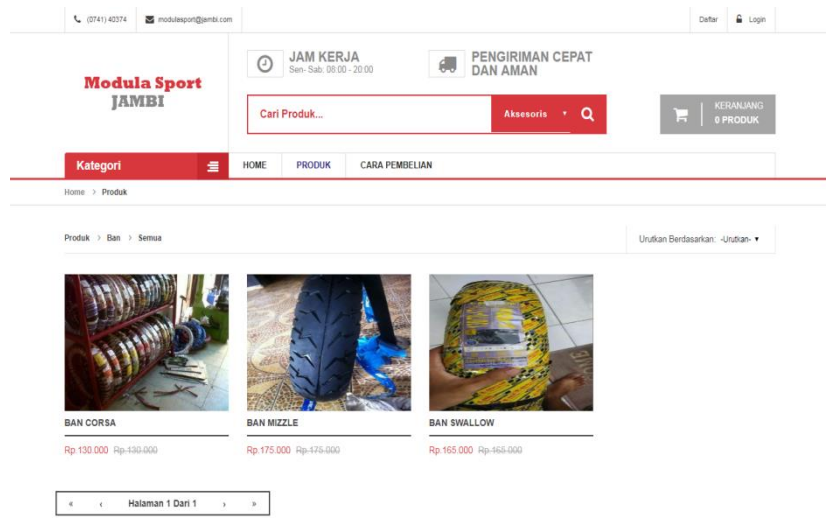 (0741) 40374 modulasport@jambi.com Daftar Login
Modula Sport
JAMBI
JAM KERJA
Sen- Sab: 08:00 - 20:00
PENGIRIMAN CEPAT
DAN AMAN
Cari Produk... Aksesoris
KERANJANG
0 PRODUK
Kategori HOME PRODUK CARA PEMBELIAN
Home > Produk
Produk > Ban > Semua Urutkan Berdasarkan: -Urutkan-
BAN CORSA
Rp.130.000 Rp.130.000
BAN MIZZLE
Rp.175.000 Rp.175.000
BAN SWALLOW
Rp.165.000 Rp.165.000
« ‹ Halaman 1 Dari 1 › »